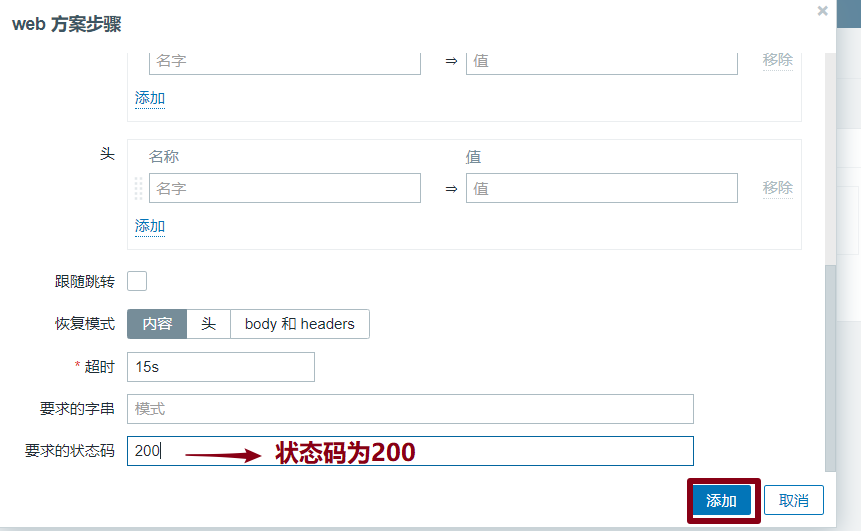 web 方案步骤
×
名字 ⇒ 值 移除
添加
头 名称 值
名字 ⇒ 值 移除
添加
跟随跳转
恢复模式 内容 头 body 和 headers
* 超时 15s
要求的字串 模式
要求的状态码 200 状态码为200
添加 取消